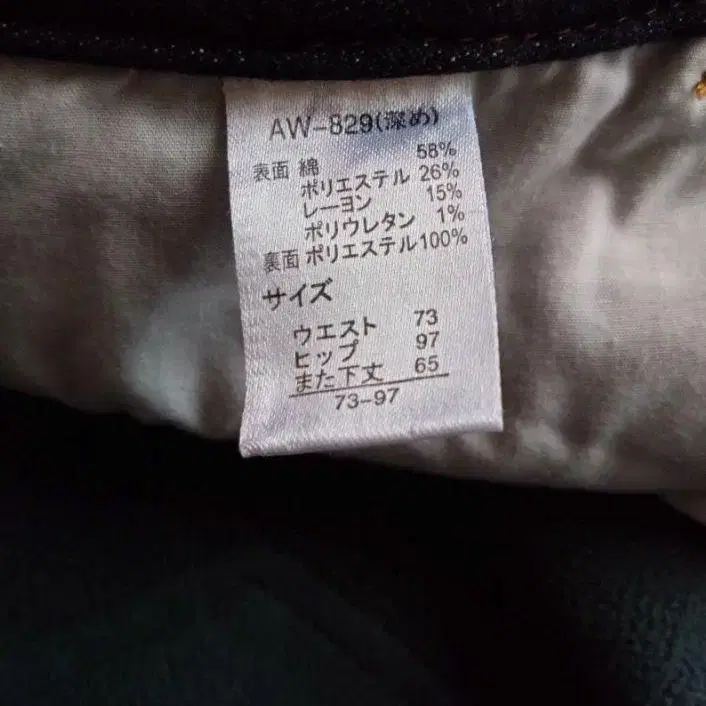 AW-829(深め)
表面 綿 58%
ポリエステル 26%
レーヨン 15%
ポリウレタン 1%
裏面 ポリエステル100%
サイズ
ウエスト 73
ヒップ 97
また下丈 65
73-97